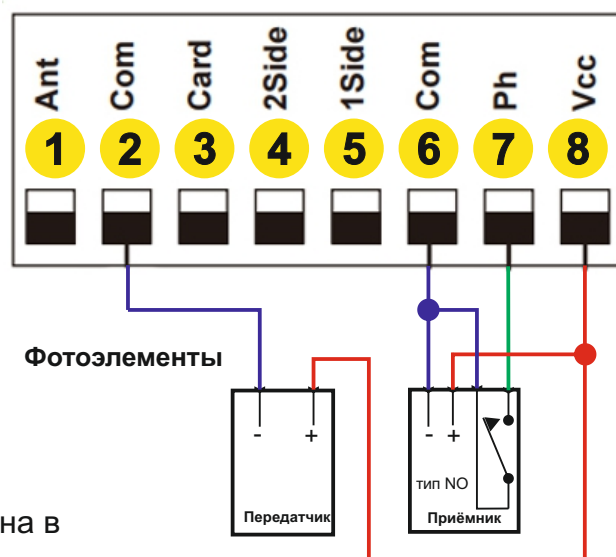 Ant Com Card 2Side 1Side Com Ph Vcc
1 2 3 4 5 6 7 8
Фотоэлементы
- + - +
тип NO
Передатчик Приёмник
на в